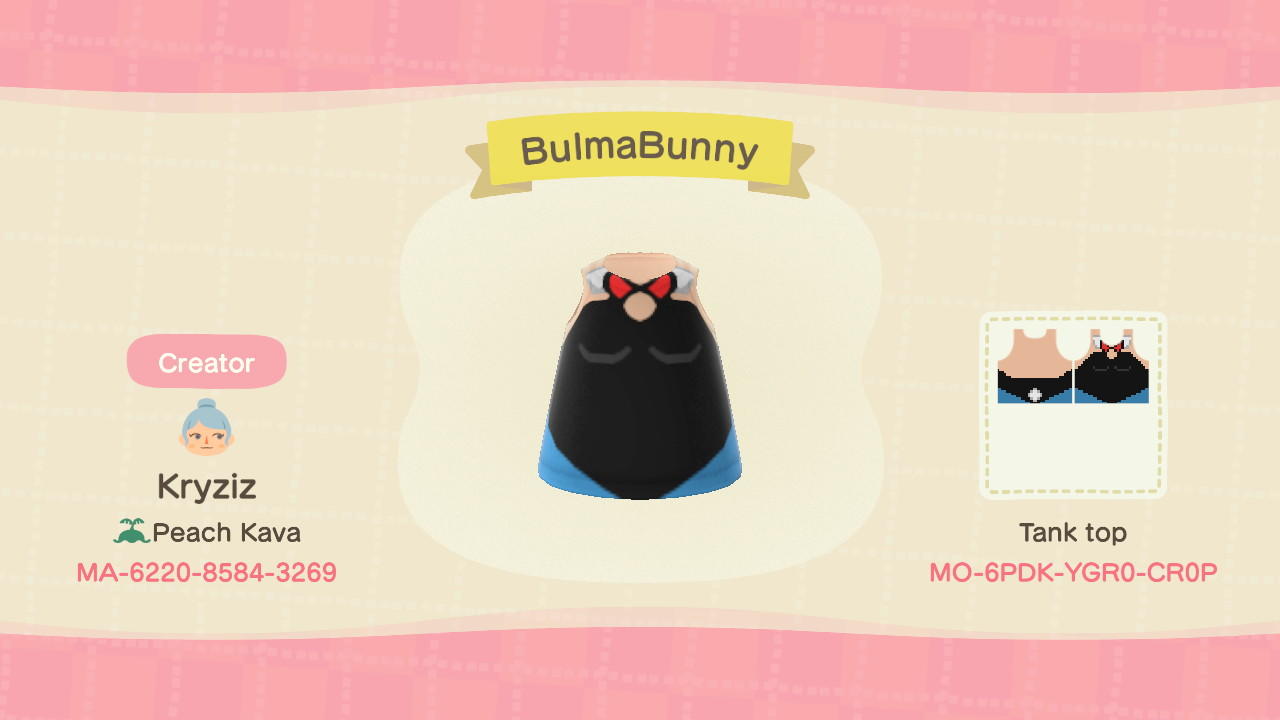 BulmaBunny
Creator
Kryziz
Peach Kava
MA-6220-8584-3269
Tank top
MO-6PDK-YGR0-CR0P